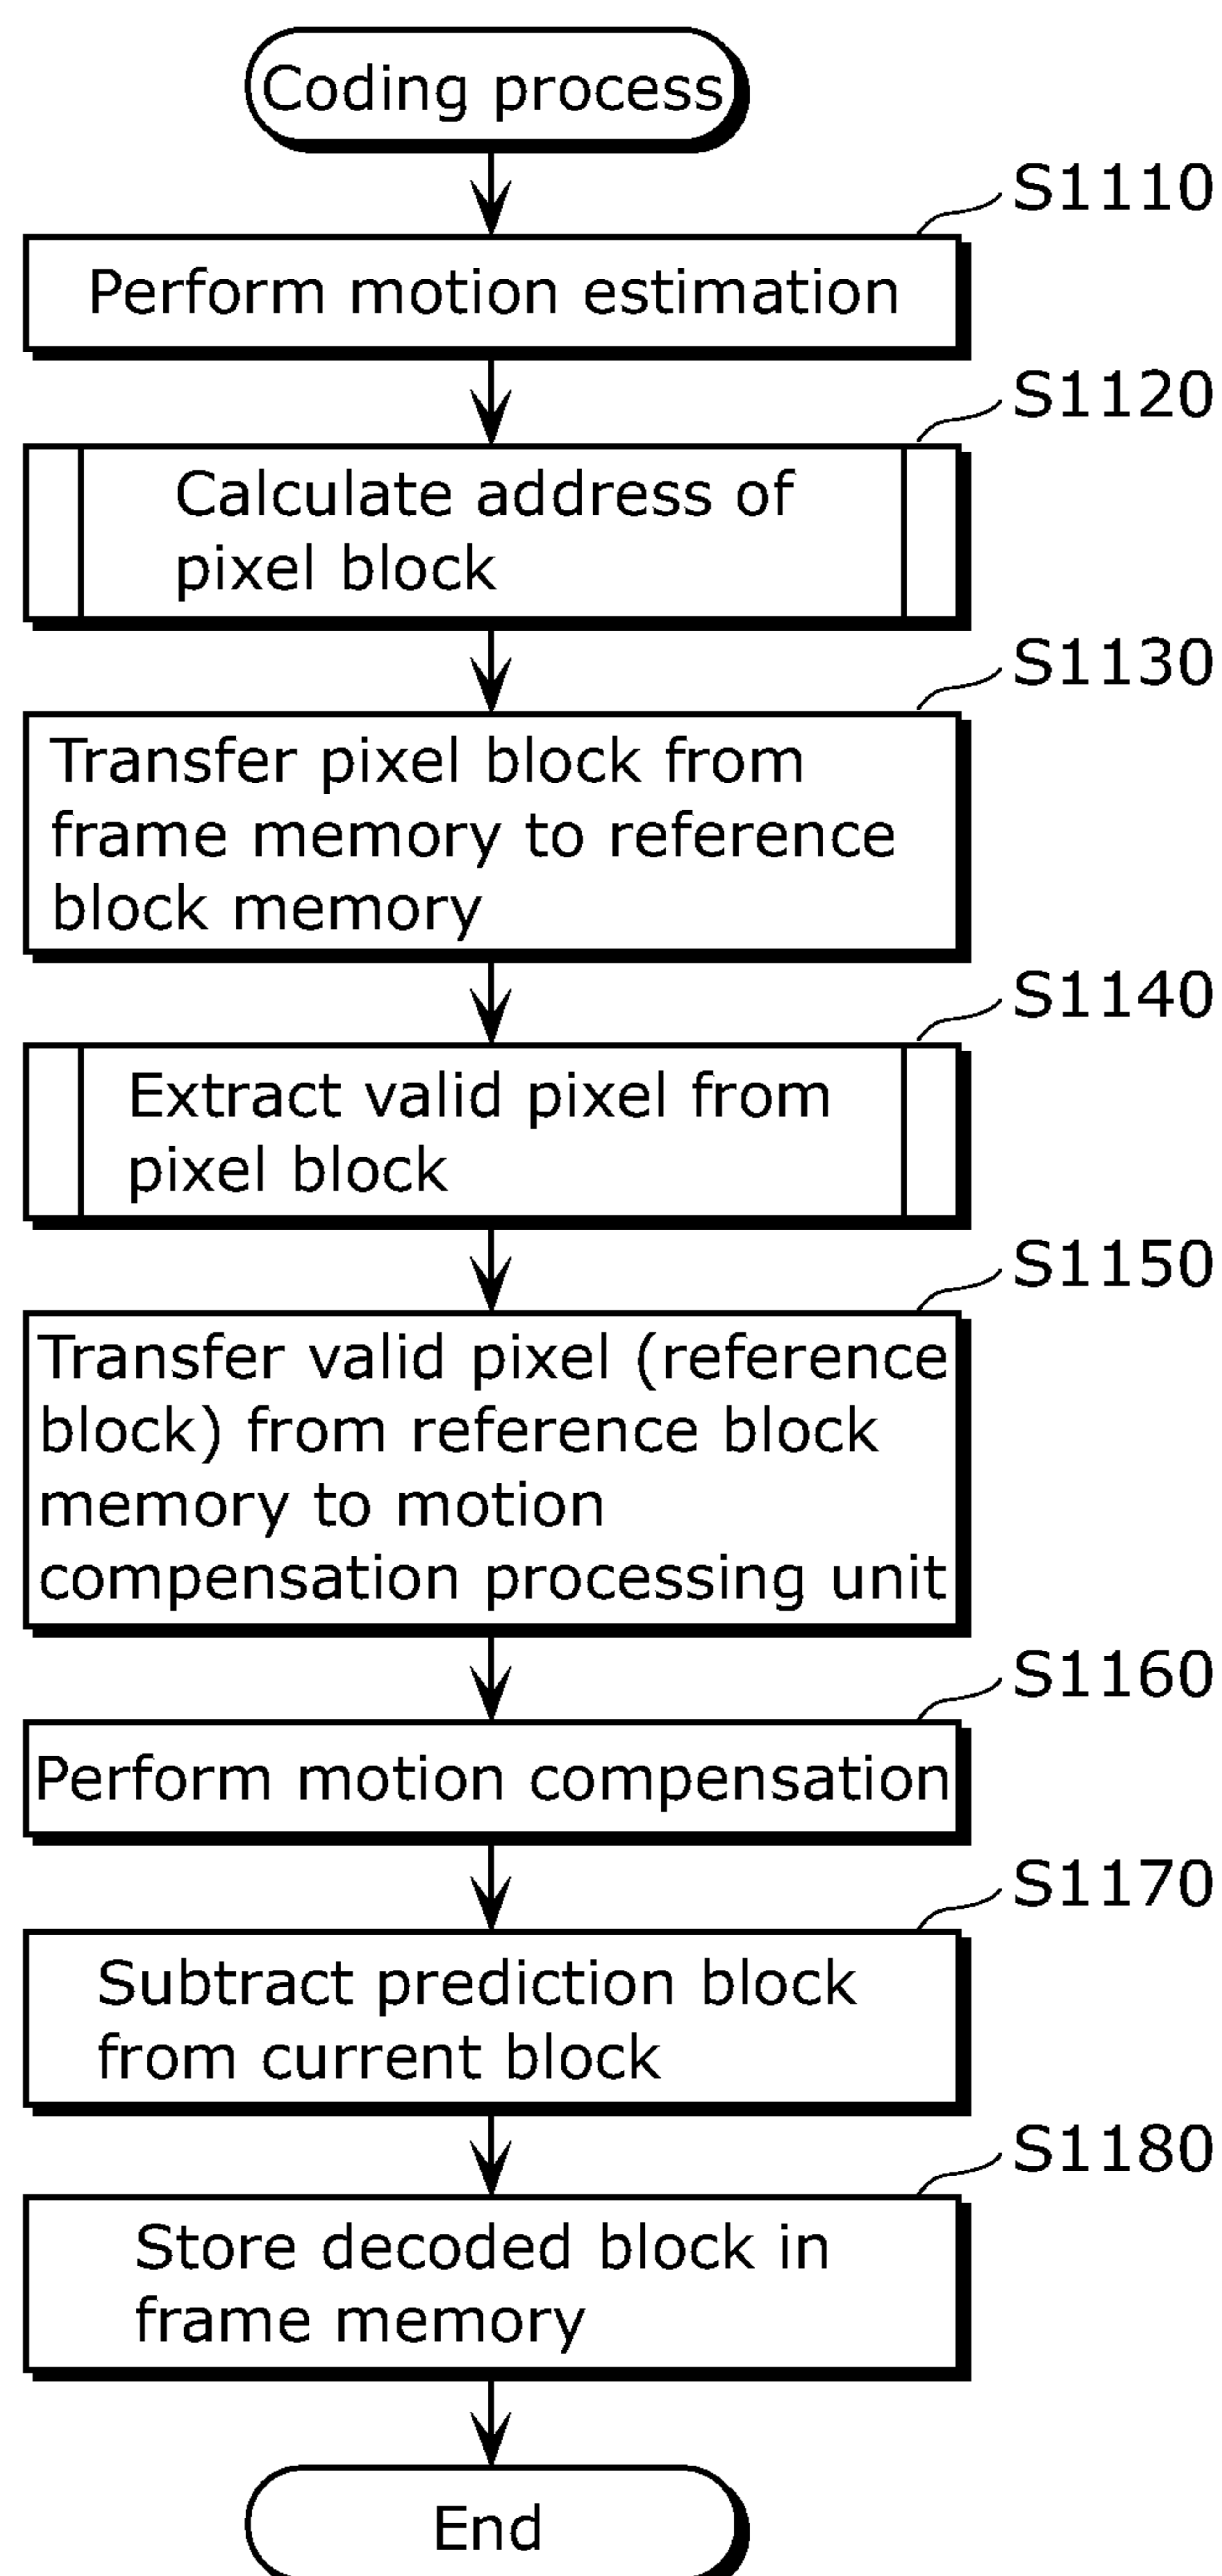 Coding process
S1110
Perform motion estimation
S1120
Calculate address of
pixel block
S1130
Transfer pixel block from
frame memory to reference
block memory
S1140
Extract valid pixel from
pixel block
S1150
Transfer valid pixel (reference
block) from reference block
memory to motion
compensation processing unit
S1160
Perform motion compensation
S1170
Subtract prediction block
from current block
S1180
Store decoded block in
frame memory
End